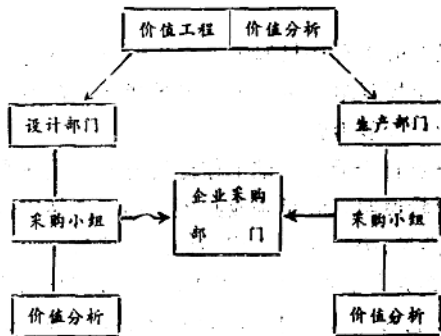 价值工程 价值分析
设计部门 生产部门
企业采购
部门
采购小组 采购小组
价值分析 价值分析